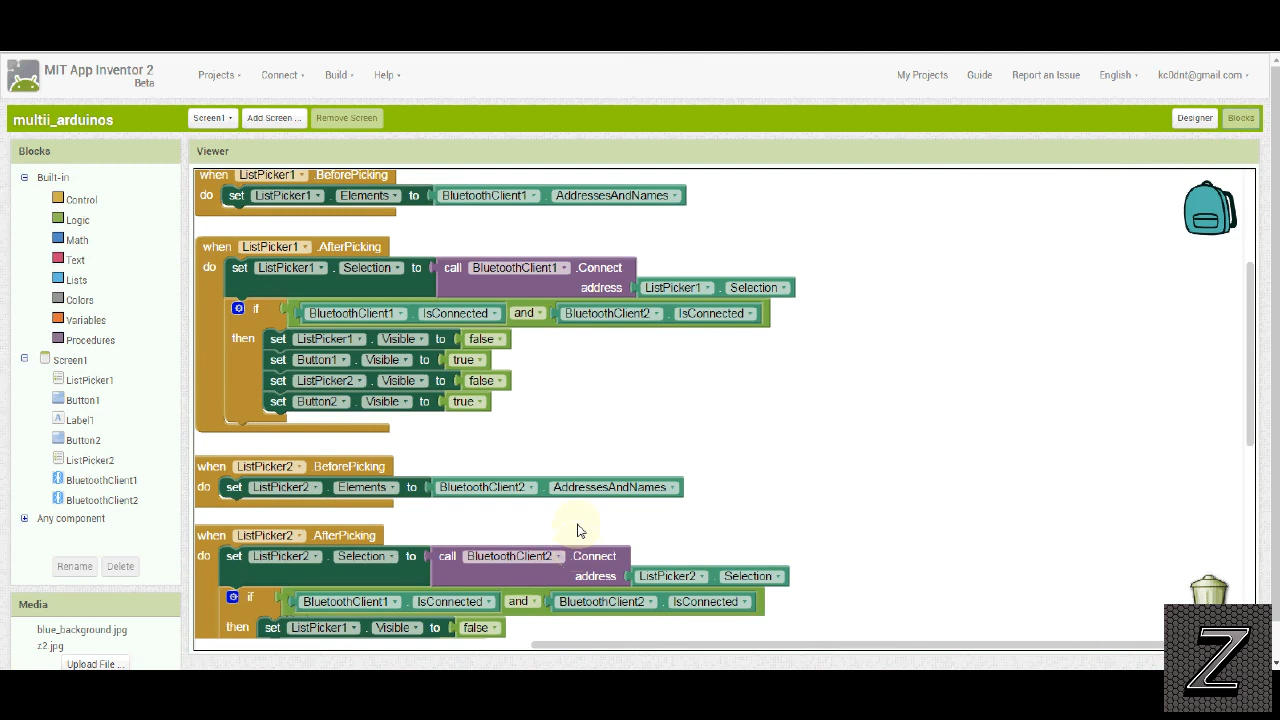 MIT App Inventor 2
Beta
Projects Connect Build Help My Projects Guide Report an Issue English kc0dnt@gmail.com
multii_arduinos Screen1 Add Screen ... Remove Screen Designer Blocks
Blocks
Viewer
Built-in
Control
Logic
Math
Text
Lists
Colors
Variables
Procedures
Screen1
ListPicker1
Button1
Label1
Button2
ListPicker2
BluetoothClient1
BluetoothClient2
Any component
Rename Delete
Media
blue_background.jpg
z2.jpg
Upload File ...
when ListPicker1 .BeforePicking
do set ListPicker1 . Elements to BluetoothClient1 . AddressesAndNames
when ListPicker1 .AfterPicking
do set ListPicker1 . Selection to call BluetoothClient1 .Connect
address ListPicker1 . Selection
if BluetoothClient1 . IsConnected and BluetoothClient2 . IsConnected
then set ListPicker1 . Visible to false
set Button1 . Visible to true
set ListPicker2 . Visible to false
set Button2 . Visible to true
when ListPicker2 .BeforePicking
do set ListPicker2 . Elements to BluetoothClient2 . AddressesAndNames
when ListPicker2 .AfterPicking
do set ListPicker2 . Selection to call BluetoothClient2 .Connect
address ListPicker2 . Selection
if BluetoothClient1 . IsConnected and BluetoothClient2 . IsConnected
then set ListPicker1 . Visible to false
Z